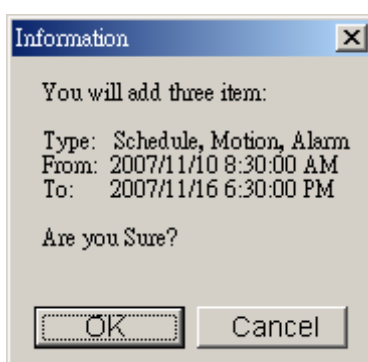 Information
You will add three item:
Type: Schedule, Motion, Alarm
From: 2007/11/10 8:30:00 AM
To: 2007/11/16 6:30:00 PM
Are you Sure?
OK Cancel